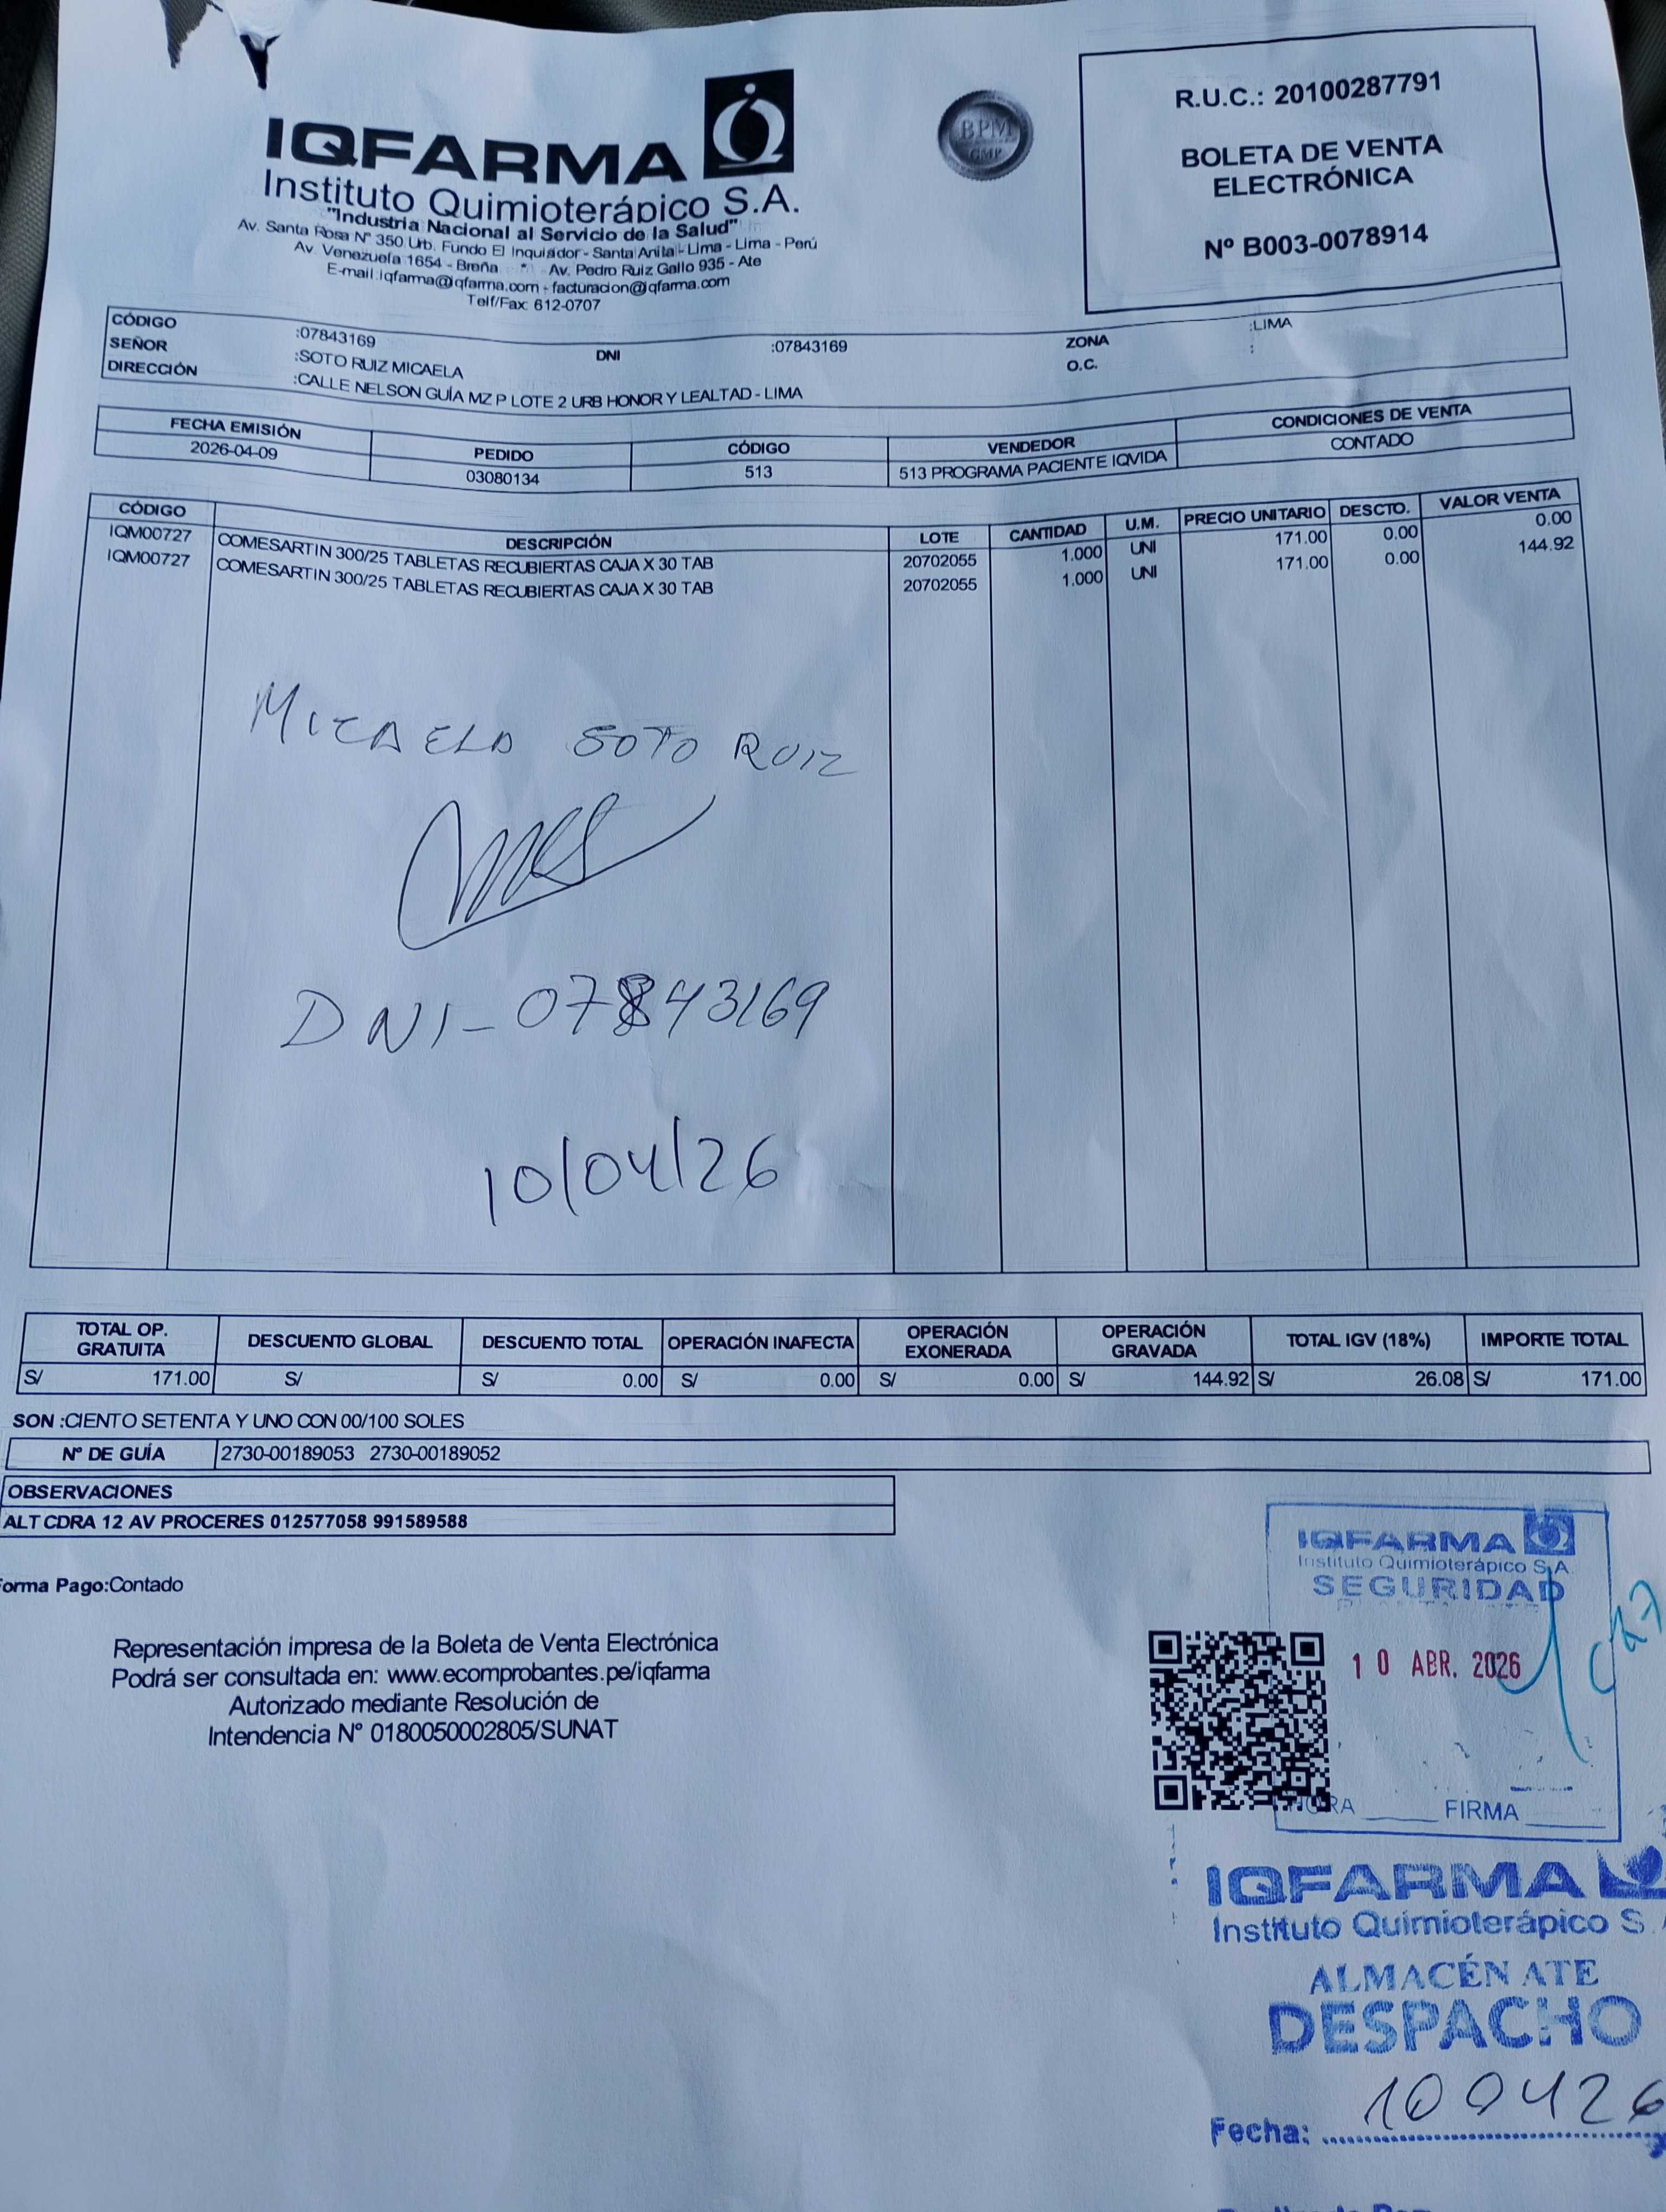 IQFARMA
Instituto Quimioterápico S.A.
"Industria Nacional al Servicio de la Salud"
Av. Santa Rosa Nº 350 Urb. Fundo El Inquisidor - Santa Anita - Lima - Lima - Perú
Av. Venezuela 1654 - Breña * Av. Pedro Ruiz Gallo 935 - Ate
E-mail.iqfarma@iqfarma.com - facturacion@iqfarma.com
Telf/Fax: 612-0707
BPM
GMP
R.U.C.: 20100287791
BOLETA DE VENTA
ELECTRÓNICA
Nº B003-0078914
CÓDIGO :07843169 DNI :07843169 ZONA :LIMA
SEÑOR :SOTO RUIZ MICAELA O.C. :
DIRECCIÓN :CALLE NELSON GUÍA MZ P LOTE 2 URB HONOR Y LEALTAD - LIMA
FECHA EMISIÓN PEDIDO CÓDIGO VENDEDOR CONDICIONES DE VENTA
2026-04-09 03080134 513 513 PROGRAMA PACIENTE IQVIDA CONTADO
CÓDIGO DESCRIPCIÓN LOTE CANTIDAD U.M. PRECIO UNITARIO DESCTO. VALOR VENTA
IQM00727 COMESARTIN 300/25 TABLETAS RECUBIERTAS CAJA X 30 TAB 20702055 1.000 UNI 171.00 0.00 0.00
IQM00727 COMESARTIN 300/25 TABLETAS RECUBIERTAS CAJA X 30 TAB 20702055 1.000 UNI 171.00 0.00 144.92
MICAELA SOTO RUIZ
DNI - 07843169
10/04/26
TOTAL OP. GRATUITA DESCUENTO GLOBAL DESCUENTO TOTAL OPERACIÓN INAFECTA OPERACIÓN EXONERADA OPERACIÓN GRAVADA TOTAL IGV (18%) IMPORTE TOTAL
S/ 171.00 S/ S/ 0.00 S/ 0.00 S/ 0.00 S/ 144.92 S/ 26.08 S/ 171.00
SON :CIENTO SETENTA Y UNO CON 00/100 SOLES
Nº DE GUÍA 2730-00189053 2730-00189052
OBSERVACIONES
ALT CDRA 12 AV PROCERES 012577058 991589588
orma Pago:Contado
Representación impresa de la Boleta de Venta Electrónica
Podrá ser consultada en: www.ecomprobantes.pe/iqfarma
Autorizado mediante Resolución de
Intendencia Nº 0180050002805/SUNAT
IQFARMA
Instituto Quimioterápico S.A.
SEGURIDAD
10 ABR. 2026
HORA FIRMA
IQFARMA
Instituto Quimioterápico S.
ALMACÉN ATE
DESPACHO
Fecha: 100426